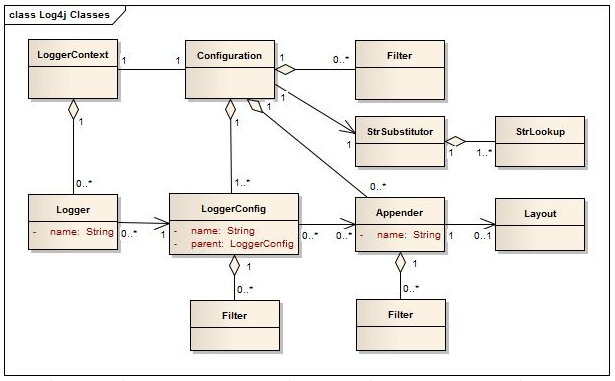 class Log4j Classes
LoggerContext
1
1
Configuration
1
0..*
Filter
1
1
1
1
StrSubstitutor
1
1..*
StrLookup
1
0..*
1..*
0..*
Logger
- name: String
0..*
1
LoggerConfig
- name: String
- parent: LoggerConfig
0..*
0..*
Appender
- name: String
1
0..1
Layout
1
0..*
Filter
1
0..*
Filter